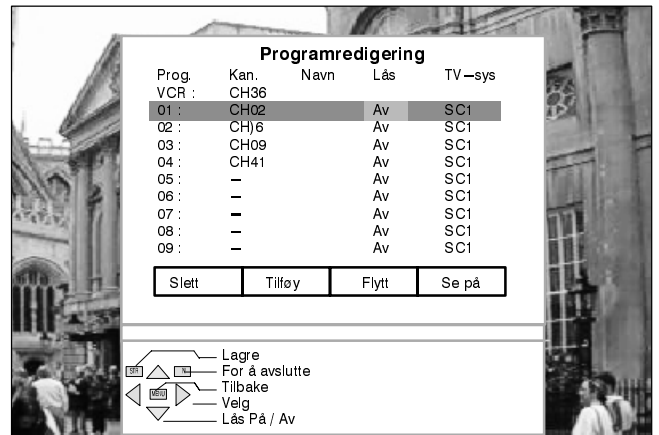 Programredigering
Prog. Kan. Navn Lås TV–sys
VCR : CH36
01 : CH02 Av SC1
02 : CH)6 Av SC1
03 : CH09 Av SC1
04 : CH41 Av SC1
05 : – Av SC1
06 : – Av SC1
07 : – Av SC1
08 : – Av SC1
09 : – Av SC1
Slett Tilføy Flytt Se på
Lagre
STR N For å avslutte
Tilbake
MENU Velg
Lås På / Av